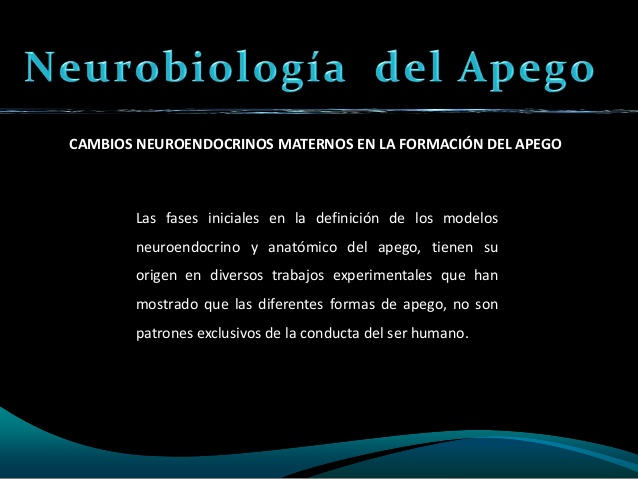 Neurobiología del Apego
CAMBIOS NEUROENDOCRINOS MATERNOS EN LA FORMACIÓN DEL APEGO
Las fases iniciales en la definición de los modelos
neuroendocrino y anatómico del apego, tienen su
origen en diversos trabajos experimentales que han
mostrado que las diferentes formas de apego, no son
patrones exclusivos de la conducta del ser humano.